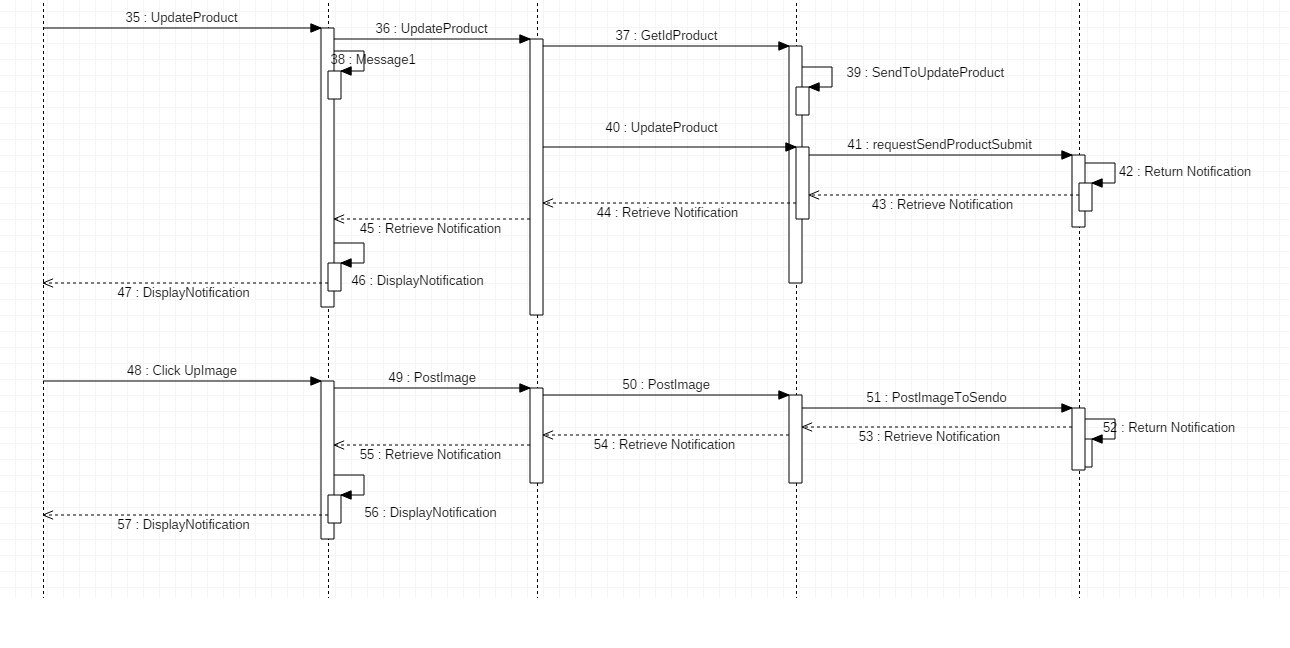 35 : UpdateProduct
36 : UpdateProduct
37 : GetIdProduct
38 : Message1
39 : SendToUpdateProduct
40 : UpdateProduct
41 : requestSendProductSubmit
42 : Return Notification
43 : Retrieve Notification
44 : Retrieve Notification
45 : Retrieve Notification
46 : DisplayNotification
47 : DisplayNotification
48 : Click UpImage
49 : PostImage
50 : PostImage
51 : PostImageToSendo
52 : Return Notification
53 : Retrieve Notification
54 : Retrieve Notification
55 : Retrieve Notification
56 : DisplayNotification
57 : DisplayNotification